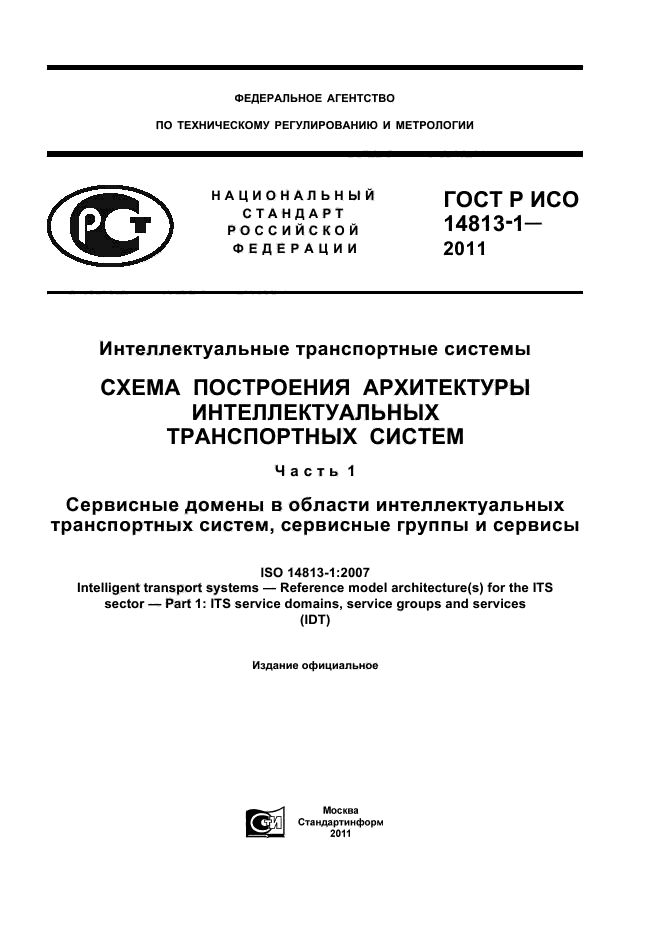 ФЕДЕРАЛЬНОЕ АГЕНТСТВО
ПО ТЕХНИЧЕСКОМУ РЕГУЛИРОВАНИЮ И МЕТРОЛОГИИ
НАЦИОНАЛЬНЫЙ
СТАНДАРТ
РОССИЙСКОЙ
ФЕДЕРАЦИИ
ГОСТ Р ИСО
14813-1—
2011
Интеллектуальные транспортные системы
СХЕМА ПОСТРОЕНИЯ АРХИТЕКТУРЫ
ИНТЕЛЛЕКТУАЛЬНЫХ
ТРАНСПОРТНЫХ СИСТЕМ
Часть 1
Сервисные домены в области интеллектуальных
транспортных систем, сервисные группы и сервисы
ISO 14813-1:2007
Intelligent transport systems — Reference model architecture(s) for the ITS
sector — Part 1: ITS service domains, service groups and services
(IDT)
Издание официальное
Москва
Стандартинформ
2011